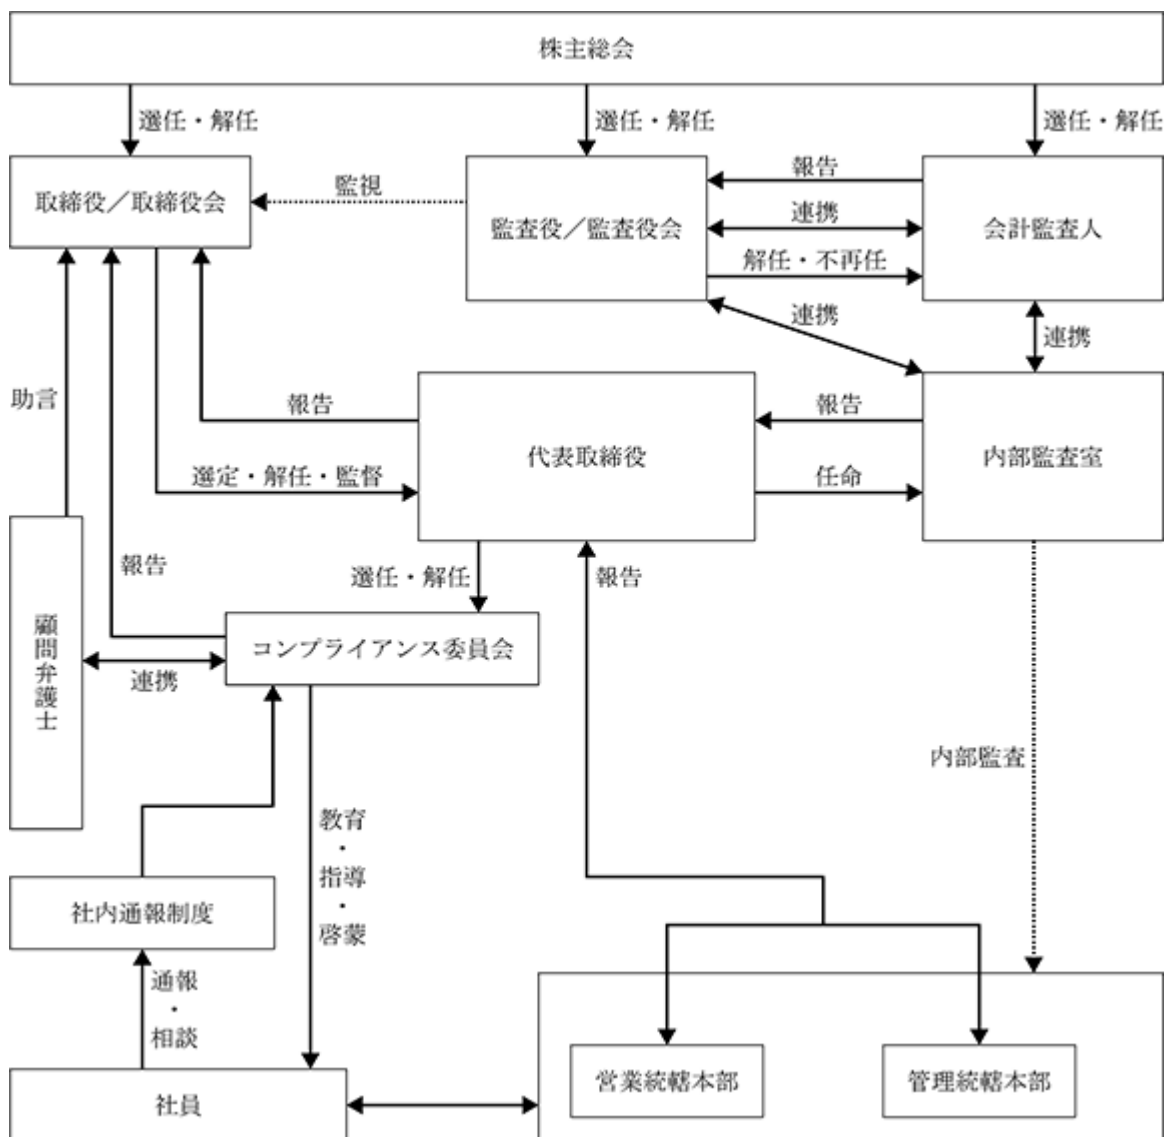 株主総会
選任・解任
選任・解任
選任・解任
取締役／取締役会
監視
監査役／監査役会
報告
連携
解任・不再任
会計監査人
連携
連携
助言
報告
選定・解任・監督
代表取締役
報告
任命
内部監査室
報告
選任・解任
報告
顧問弁護士
連携
コンプライアンス委員会
内部監査
教育・指導・啓蒙
社内通報制度
通報・相談
社員
営業統轄本部
管理統轄本部